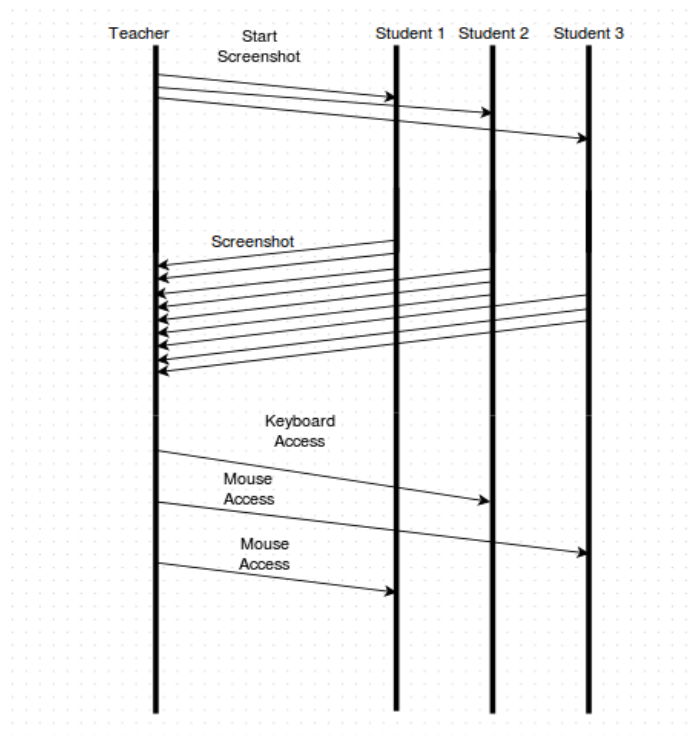 Teacher
Start
Screenshot
Student 1
Student 2
Student 3
Screenshot
Keyboard
Access
Mouse
Access
Mouse
Access